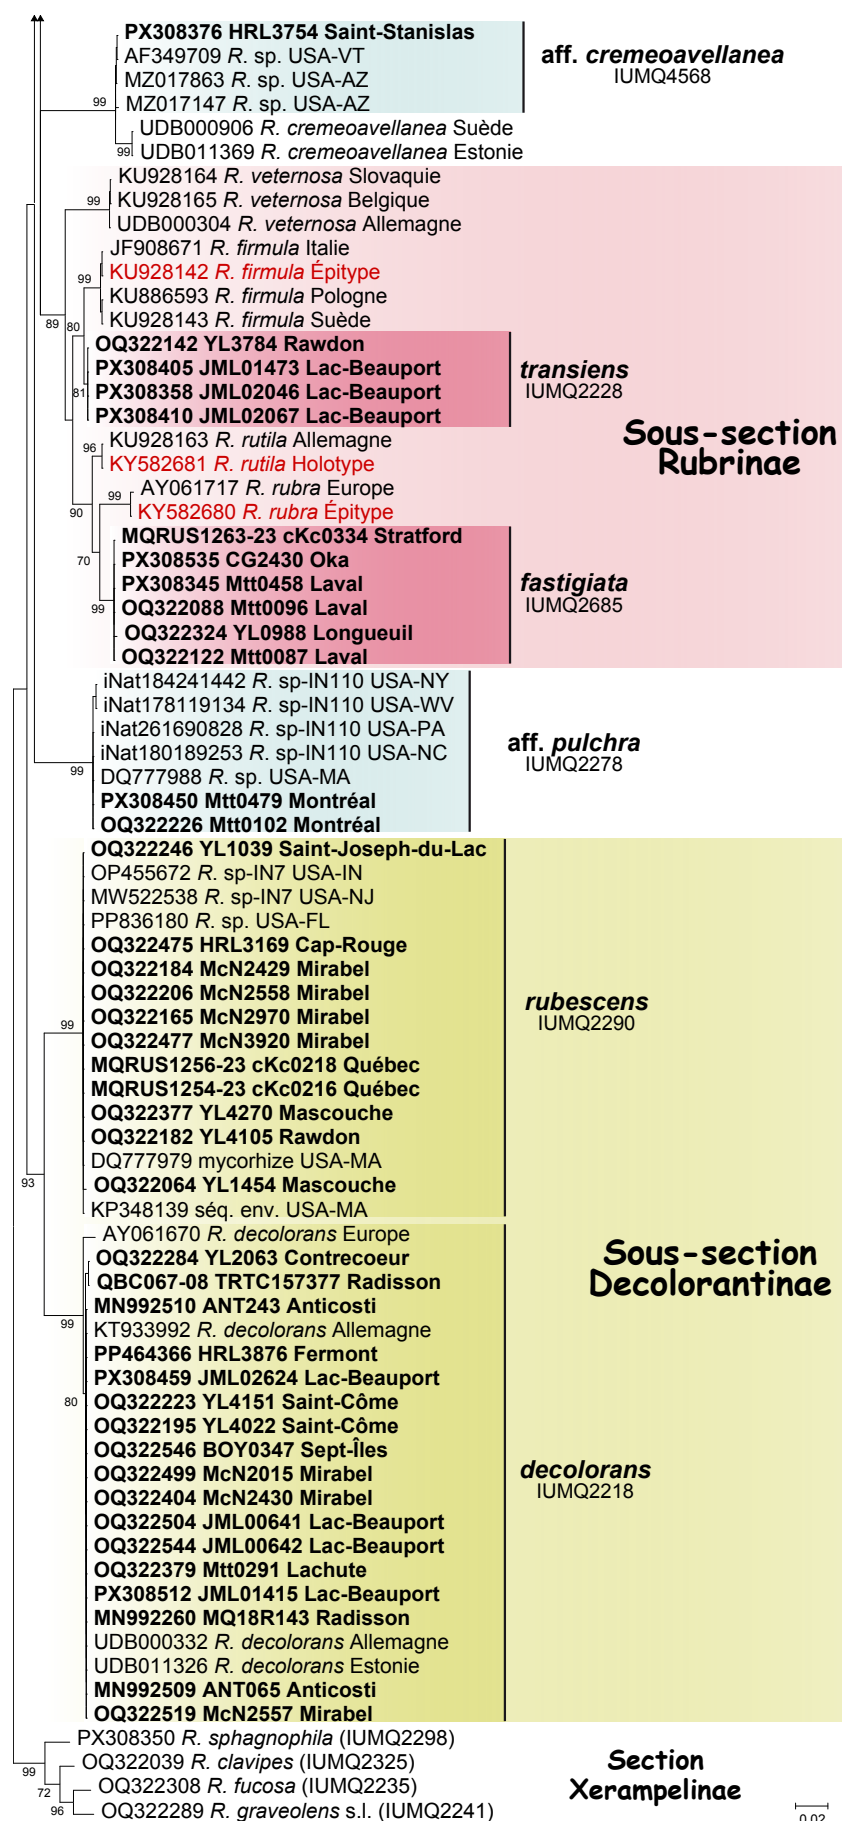 PX308376 HRL3754 Saint-Stanislas
AF349709 R. sp. USA-VT
MZ017863 R. sp. USA-AZ
MZ017147 R. sp. USA-AZ
99
aff. cremeoavellanea
IUMQ4568
UDB000906 R. cremeoavellanea Suède
UDB011369 R. cremeoavellanea Estonie
99
KU928164 R. veternosa Slovaquie
KU928165 R. veternosa Belgique
UDB000304 R. veternosa Allemagne
99
JF908671 R. firmula Italie
KU928142 R. firmula Épitype
KU886593 R. firmula Pologne
KU928143 R. firmula Suède
99
89
80
OQ322142 YL3784 Rawdon
PX308405 JML01473 Lac-Beauport
PX308358 JML02046 Lac-Beauport
PX308410 JML02067 Lac-Beauport
81
transiens
IUMQ2228
Sous-section
Rubrinae
KU928163 R. rutila Allemagne
KY582681 R. rutila Holotype
96
AY061717 R. rubra Europe
KY582680 R. rubra Épitype
99
90
70
MQRUS1263-23 cKc0334 Stratford
PX308535 CG2430 Oka
PX308345 Mtt0458 Laval
OQ322088 Mtt0096 Laval
OQ322324 YL0988 Longueuil
OQ322122 Mtt0087 Laval
99
fastigiata
IUMQ2685
iNat184241442 R. sp-IN110 USA-NY
iNat178119134 R. sp-IN110 USA-WV
iNat261690828 R. sp-IN110 USA-PA
iNat180189253 R. sp-IN110 USA-NC
DQ777988 R. sp. USA-MA
PX308450 Mtt0479 Montréal
OQ322226 Mtt0102 Montréal
99
aff. pulchra
IUMQ2278
OQ322246 YL1039 Saint-Joseph-du-Lac
OP455672 R. sp-IN7 USA-IN
MW522538 R. sp-IN7 USA-NJ
PP836180 R. sp. USA-FL
OQ322475 HRL3169 Cap-Rouge
OQ322184 McN2429 Mirabel
OQ322206 McN2558 Mirabel
OQ322165 McN2970 Mirabel
OQ322477 McN3920 Mirabel
MQRUS1256-23 cKc0218 Québec
MQRUS1254-23 cKc0216 Québec
OQ322377 YL4270 Mascouche
OQ322182 YL4105 Rawdon
DQ777979 mycorhize USA-MA
OQ322064 YL1454 Mascouche
KP348139 séq. env. USA-MA
99
93
rubescens
IUMQ2290
Sous-section
Decolorantinae
AY061670 R. decolorans Europe
OQ322284 YL2063 Contrecoeur
QBC067-08 TRTC157377 Radisson
MN992510 ANT243 Anticosti
KT933992 R. decolorans Allemagne
PP464366 HRL3876 Fermont
PX308459 JML02624 Lac-Beauport
OQ322223 YL4151 Saint-Côme
OQ322195 YL4022 Saint-Côme
OQ322546 BOY0347 Sept-Îles
OQ322499 McN2015 Mirabel
OQ322404 McN2430 Mirabel
OQ322504 JML00641 Lac-Beauport
OQ322544 JML00642 Lac-Beauport
OQ322379 Mtt0291 Lachute
PX308512 JML01415 Lac-Beauport
MN992260 MQ18R143 Radisson
UDB000332 R. decolorans Allemagne
UDB011326 R. decolorans Estonie
MN992509 ANT065 Anticosti
OQ322519 McN2557 Mirabel
99
80
decolorans
IUMQ2218
PX308350 R. sphagnophila (IUMQ2298)
OQ322039 R. clavipes (IUMQ2325)
OQ322308 R. fucosa (IUMQ2235)
OQ322289 R. graveolens s.l. (IUMQ2241)
99
72
96
Section
Xerampelinae
0.02